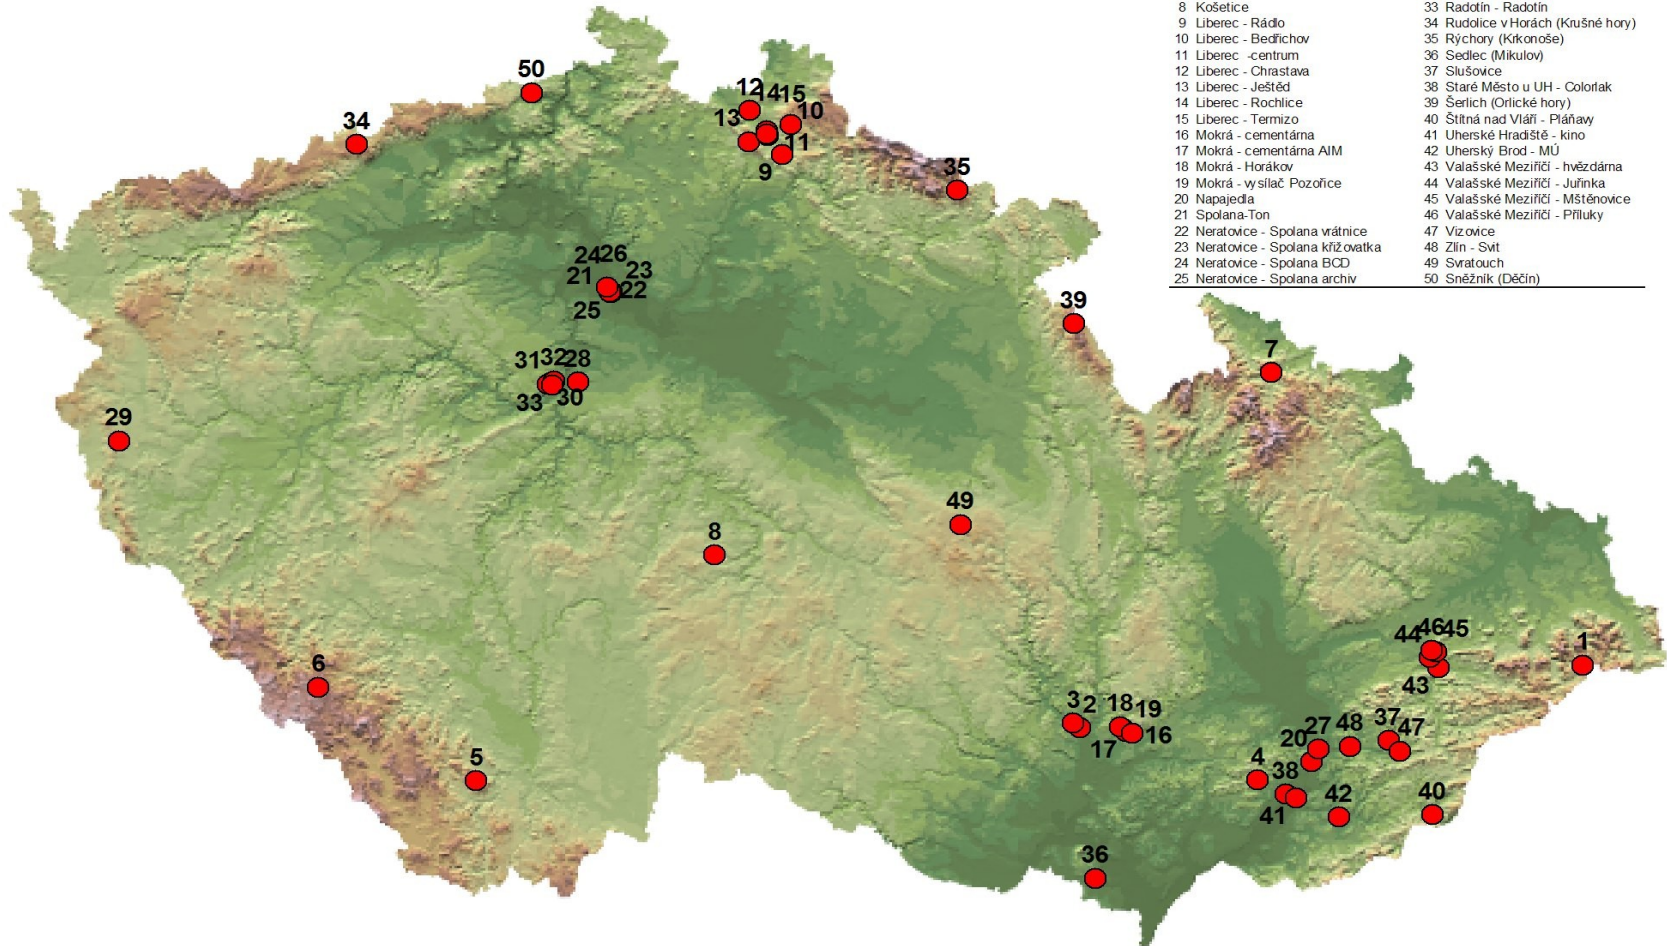 8 Košetice
9 Liberec - Rádlo
10 Liberec - Bedřichov
11 Liberec -centrum
12 Liberec - Chrastava
13 Liberec - Ještěd
14 Liberec - Rochlice
15 Liberec - Termizo
16 Mokrá - cementárna
17 Mokrá - cementárna AIM
18 Mokrá - Horákov
19 Mokrá - vysílač Pozořice
20 Napajedla
21 Spolana-Ton
22 Neratovice - Spolana vrátnice
23 Neratovice - Spolana křižovatka
24 Neratovice - Spolana BCD
25 Neratovice - Spolana archiv
33 Radotín - Radotín
34 Rudolice v Horách (Krušné hory)
35 Rýchory (Krkonoše)
36 Sedlec (Mikulov)
37 Slušovice
38 Staré Město u UH - Colorlak
39 Šerlich (Orlické hory)
40 Štítná nad Vláří - Pláňavy
41 Uherské Hradiště - kino
42 Uherský Brod - MÚ
43 Valašské Meziříčí - hvězdárna
44 Valašské Meziříčí - Juřinka
45 Valašské Meziříčí - Mštěnovice
46 Valašské Meziříčí - Příluky
47 Vizovice
48 Zlín - Svit
49 Svratouch
50 Sněžník (Děčín)
50
34
12 14 15
13 10
11
9
35
24 26
21 23
22
25
39
31 32 28
33 30
7
29
49
8
46 45
44
43
1
6
3 2 18 19
17 16
27 48 37 47
20
4 38
41 42 40
5
36